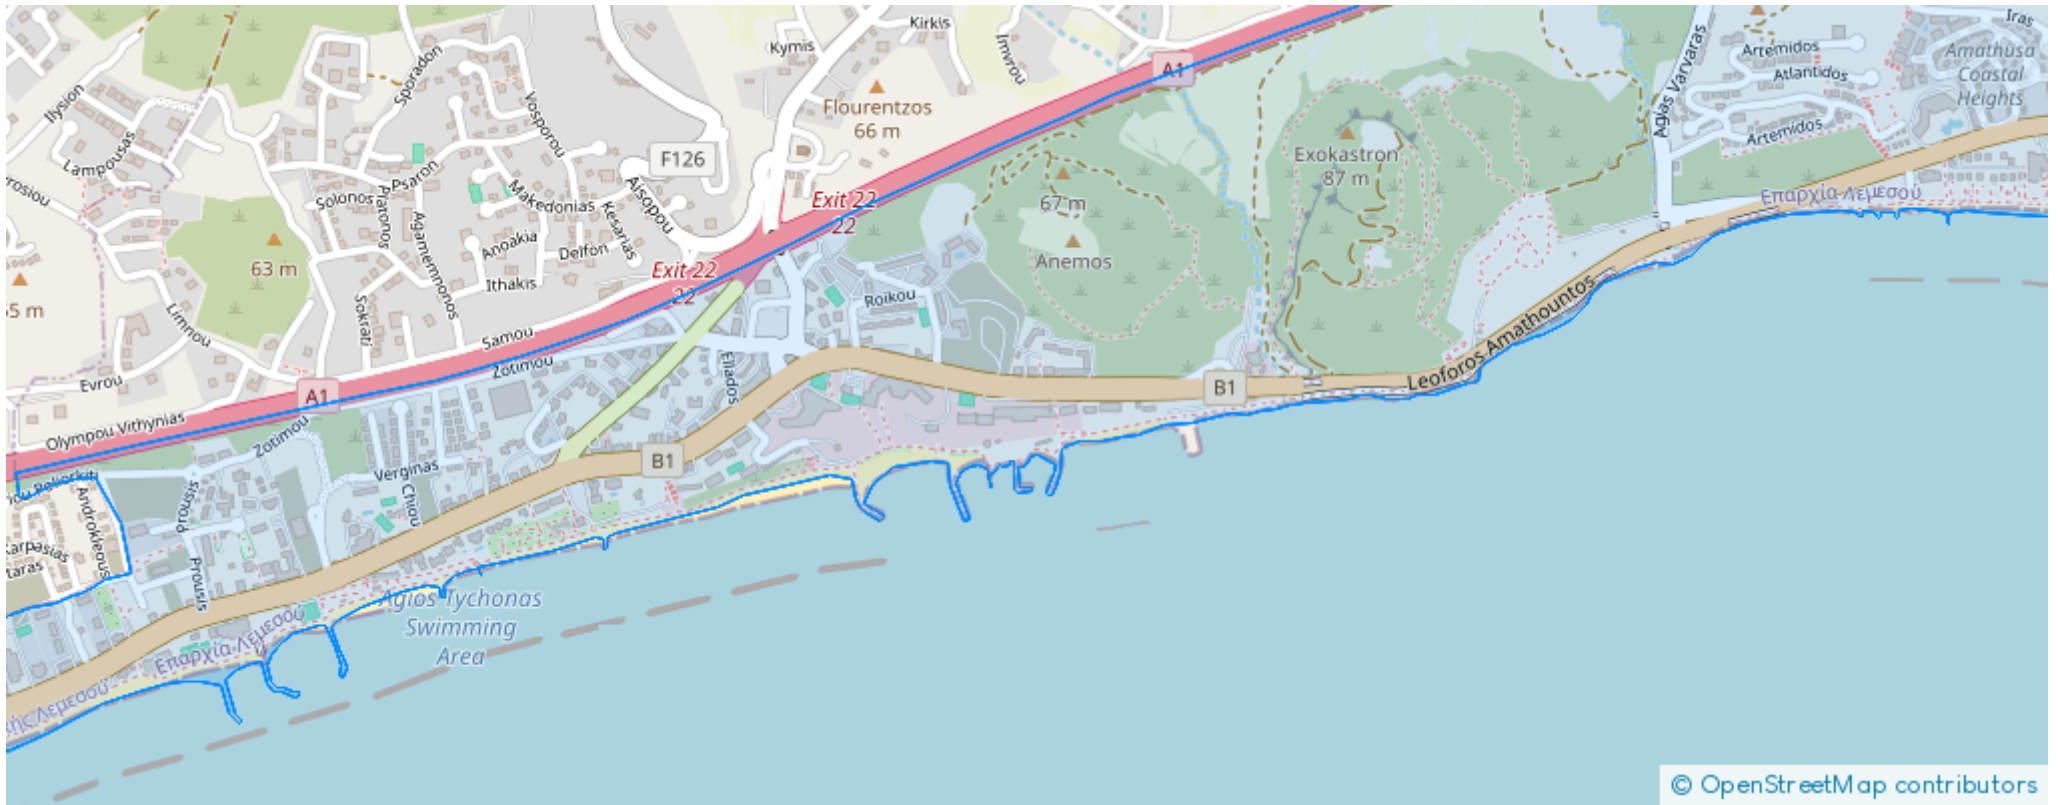 Kirkis
Kymis
Imvrou
A1
Iras
Artemidos
Amathusa
Coastal
Heights
Atlantidos
Agias Varvaras
Artemidos
Sporadon
Ilysion
Vosporou
Flourentzos
66 m
F126
Lampousas
Exokastron
87 m
Psaron
Solonos
Platonos
Makedonias
Aisopou
Kesarias
Exit 22
22
67 m
Επαρχία Λεμεσού
Agamemnonos
Anoakia
Delfon
63 m
Exit 22
22
Anemos
Ithakis
Roikou
Limnou
Sokrati
Samou
Zotimou
Leoforos Amathountos
Evrou
A1
Ellados
B1
Olympou Vithynias
Zotimou
B1
Verginas
Chiou
Androkleous
Prousis
Karpasias
Prousis
Agios Tychonas
Swimming
Area
Επαρχία Λεμεσού
© OpenStreetMap contributors